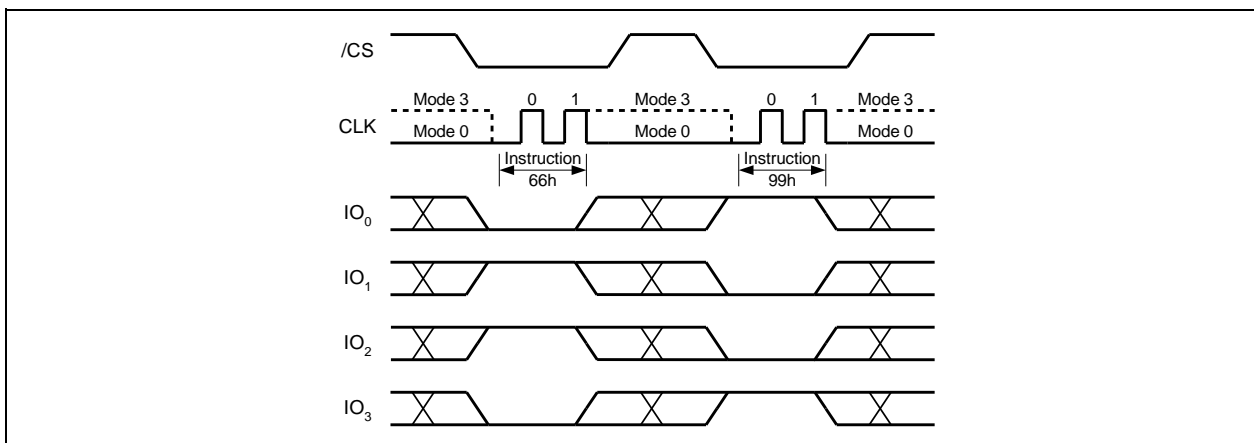 /CS
Mode 3 0 1 Mode 3 0 1 Mode 3
CLK
Mode 0 Mode 0 Mode 0
Instruction Instruction
66h 99h
IO0
IO1
IO2
IO3